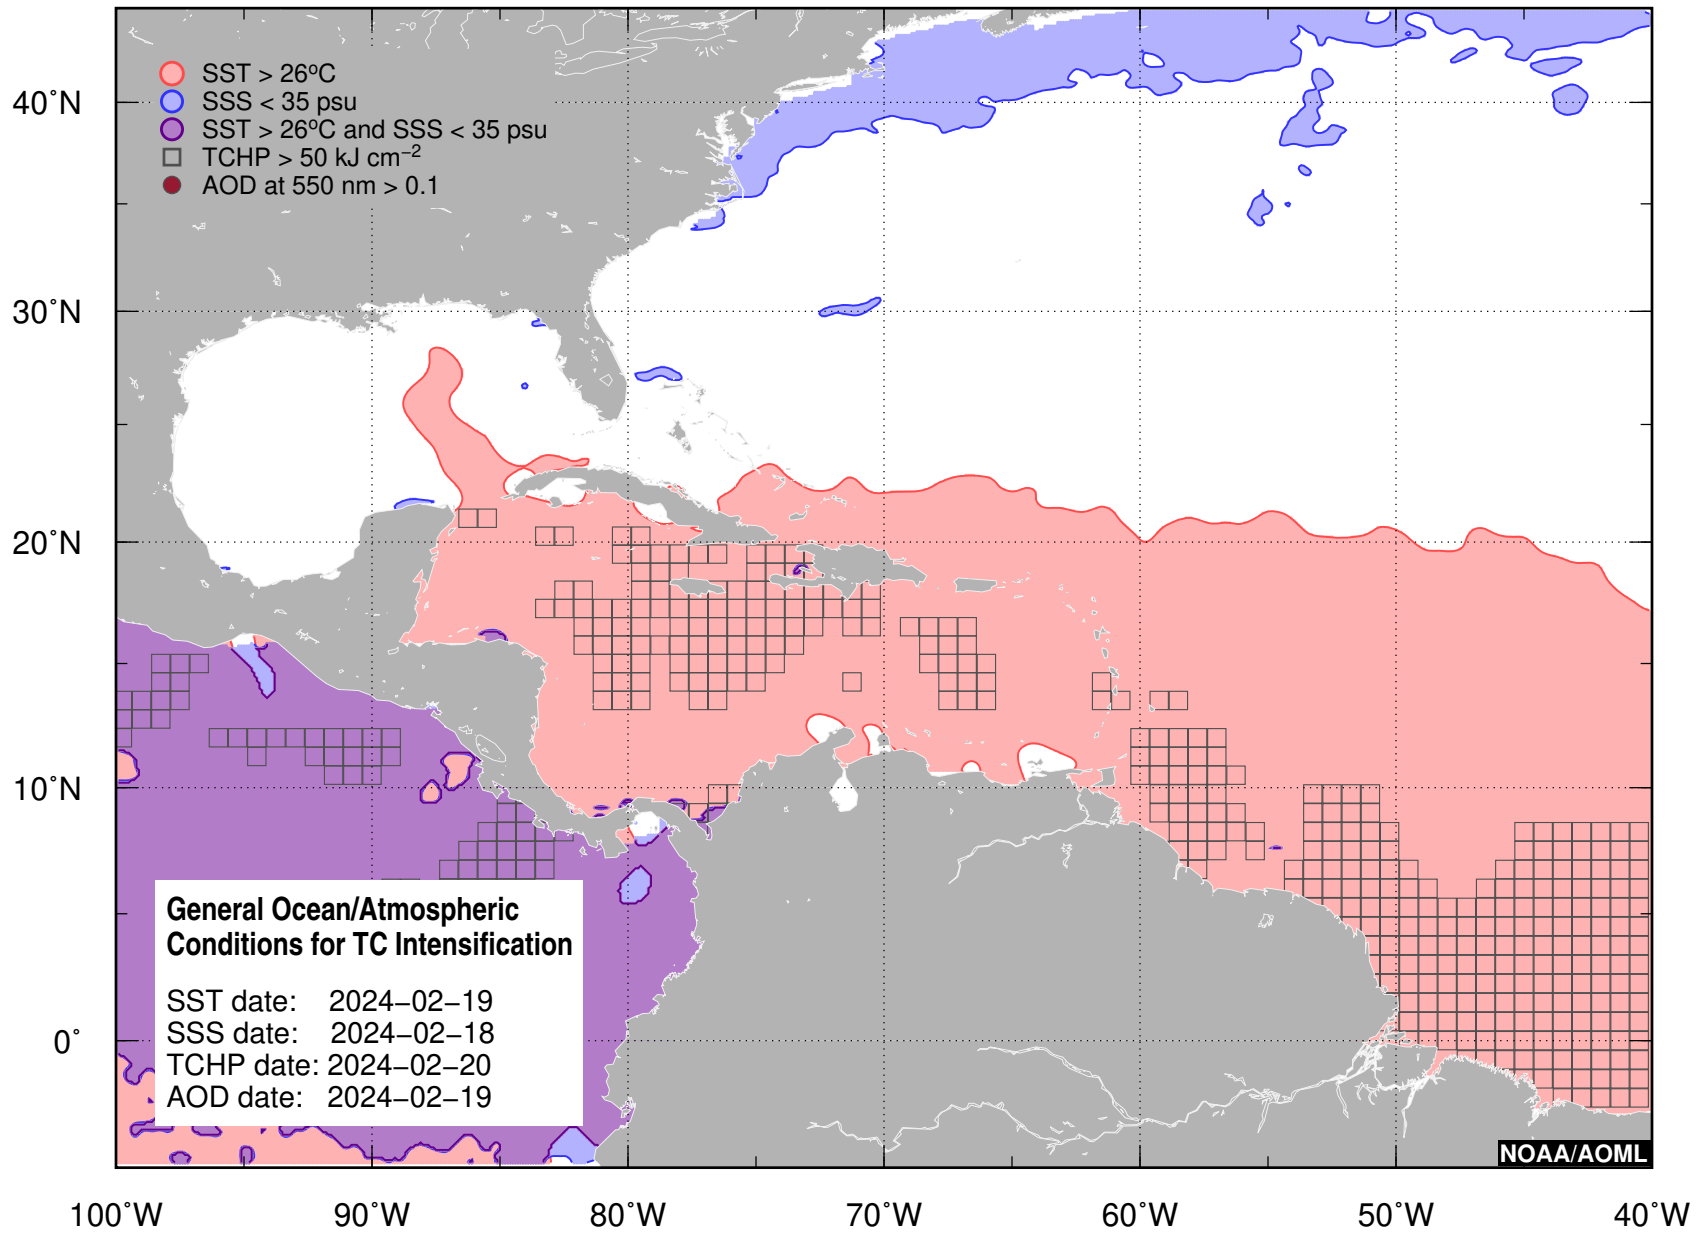 SST > 26°C
SSS < 35 psu
SST > 26°C and SSS < 35 psu
TCHP > 50 kJ cm⁻²
AOD at 550 nm > 0.1
40°N
30°N
20°N
10°N
0°
General Ocean/Atmospheric
Conditions for TC Intensification
SST date: 2024−02−19
SSS date: 2024−02−18
TCHP date: 2024−02−20
AOD date: 2024−02−19
NOAA/AOML
100°W 90°W 80°W 70°W 60°W 50°W 40°W